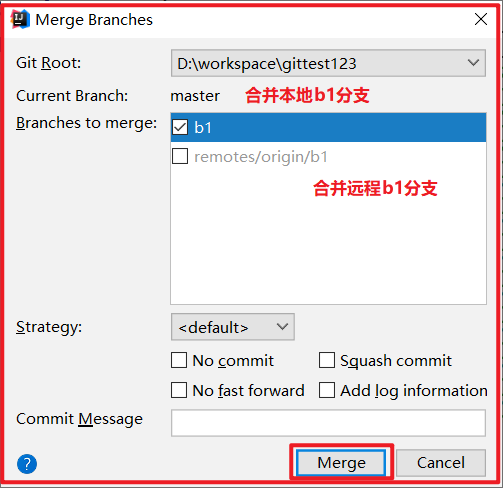 Merge Branches
Git Root: D:\workspace\gittest123
Current Branch: master 合并本地b1分支
Branches to merge: b1
remotes/origin/b1
合并远程b1分支
Strategy: <default>
No commit Squash commit
No fast forward Add log information
Commit Message
? Merge Cancel